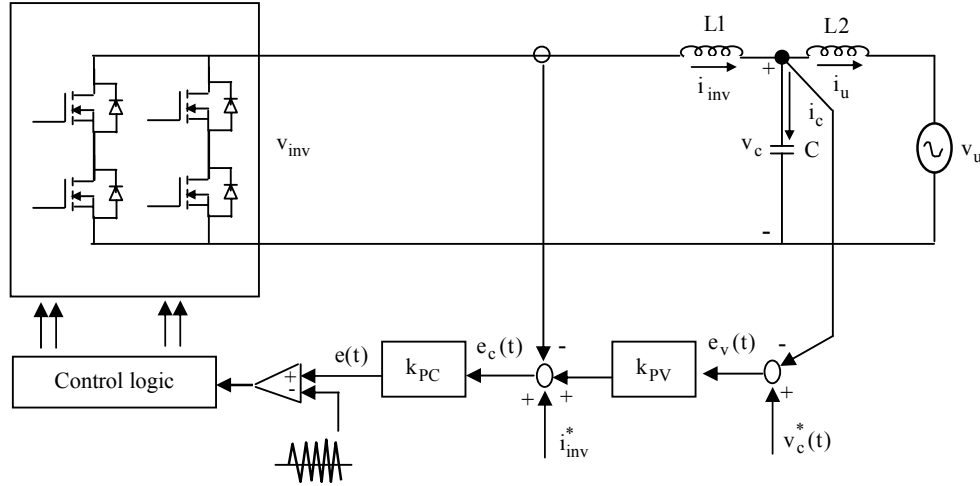 L1
L2
+
i inv
i u
i c
v inv
v c
C
v u
-
Control logic
e(t)
k PC
e c (t)
-
k PV
e v (t)
-
+
-
+
+
+
i * inv
v * c (t)